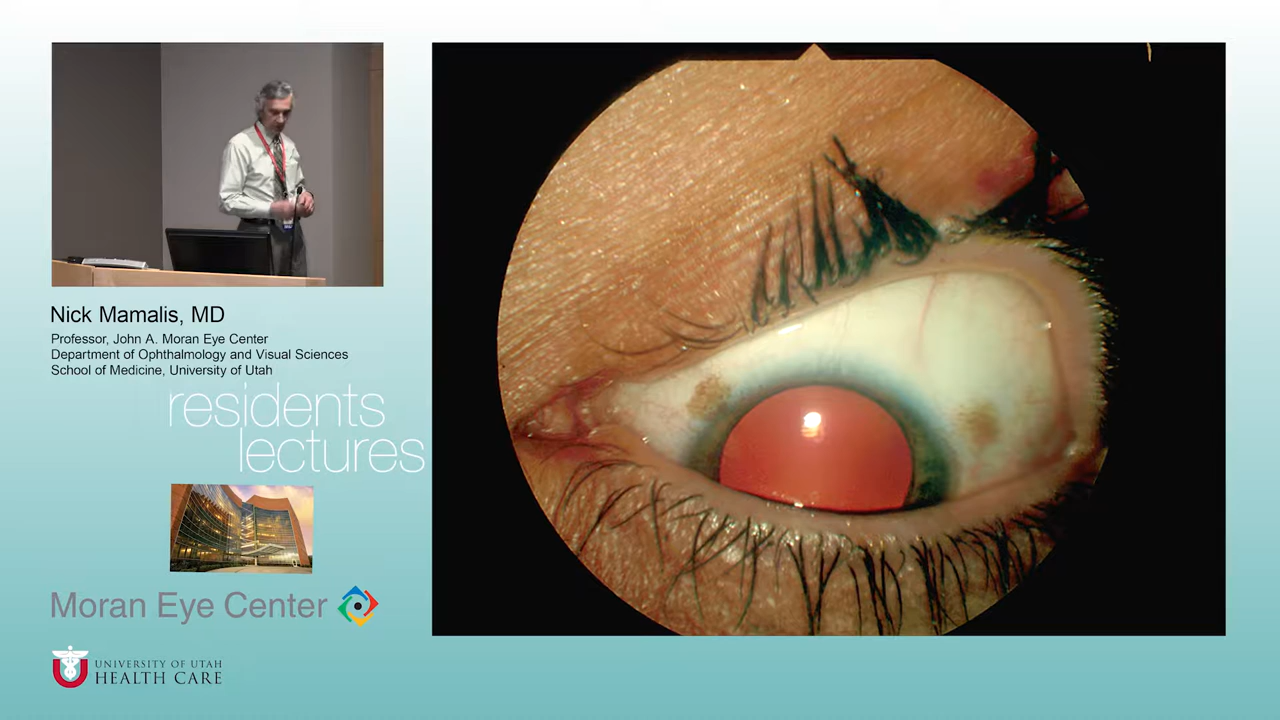 Nick Mamalis, MD
Professor, John A. Moran Eye Center
Department of Ophthalmology and Visual Sciences
School of Medicine, University of Utah
residents
lectures
Moran Eye Center
UNIVERSITY OF UTAH
HEALTH CARE